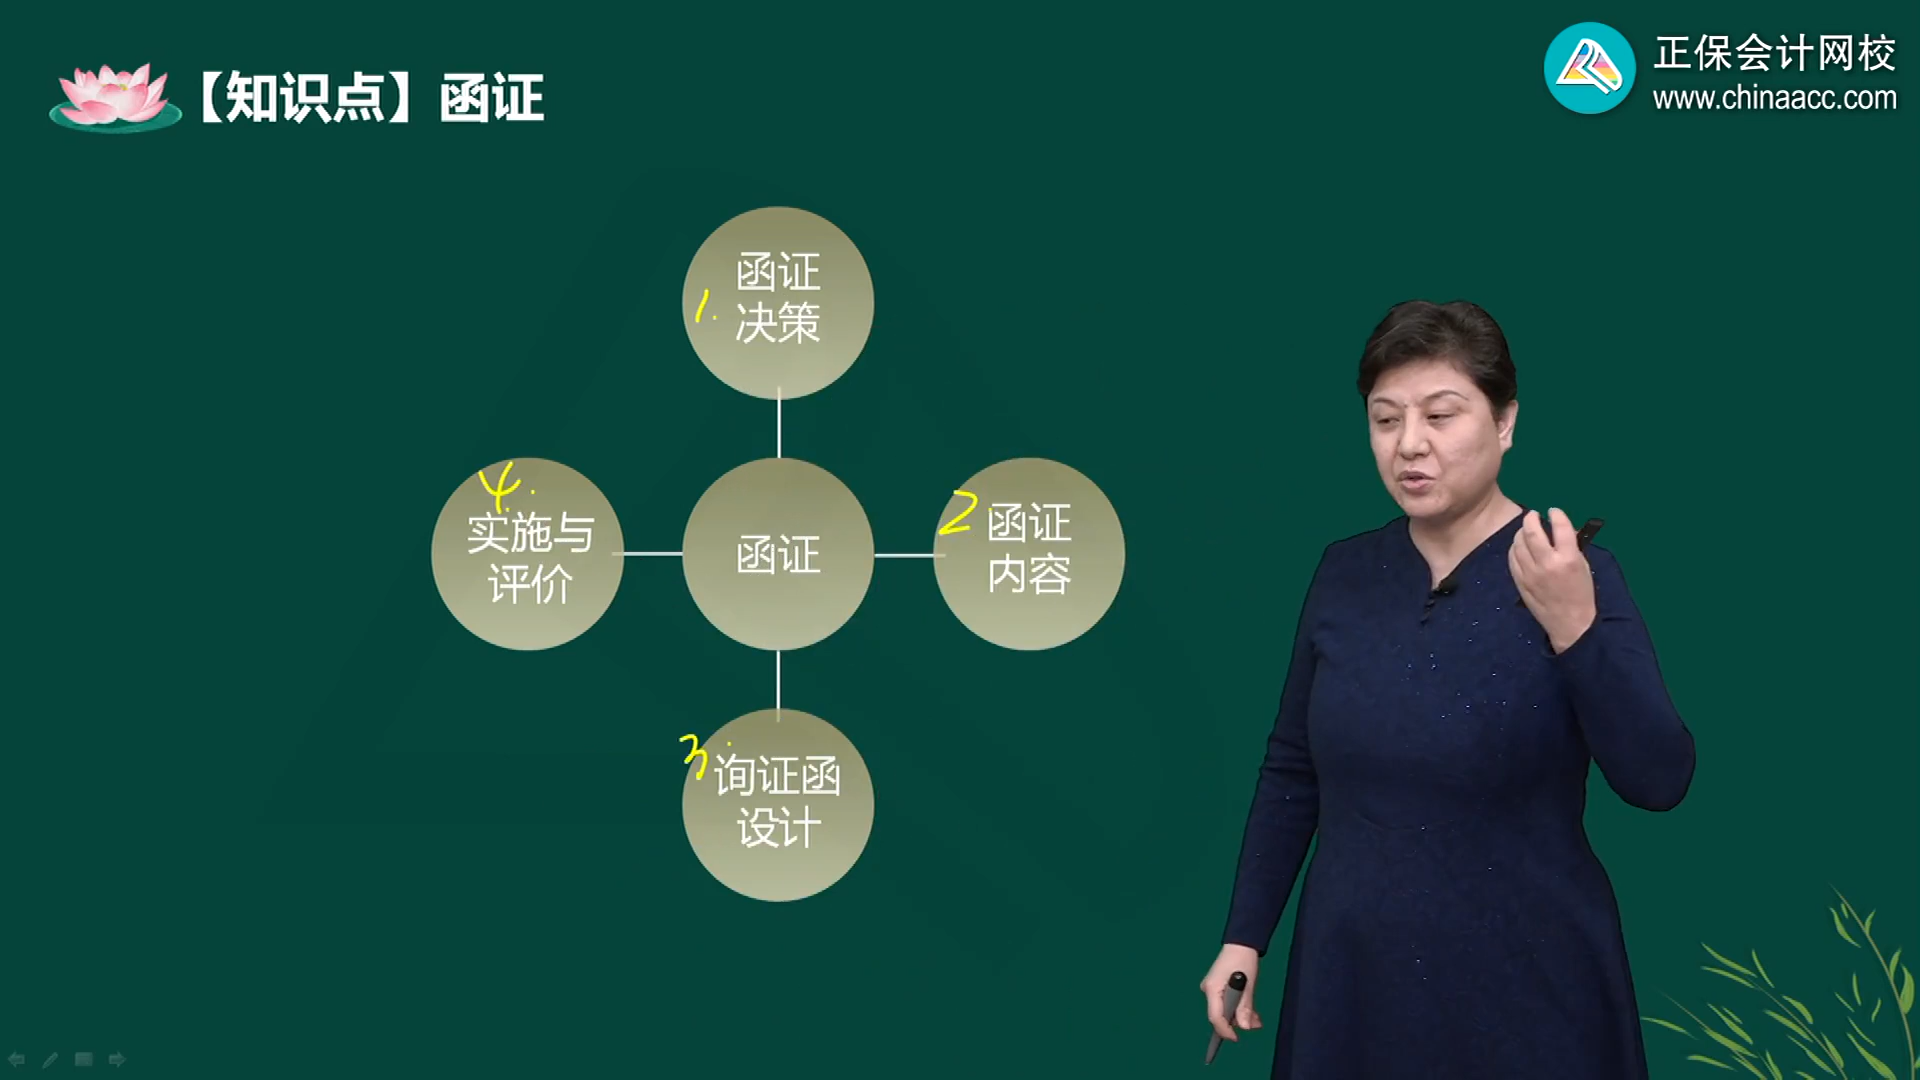 正保会计网校
www.chinaacc.com
【知识点】函证
函证
决策
1.
4.
实施与
评价
函证
2.
函证
内容
3.
询证函
设计